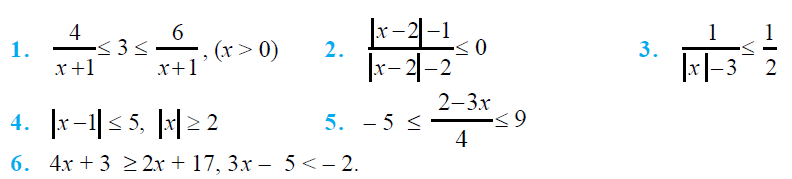 1. 4/(x+1) ≤ 3 ≤ 6/(x+1), (x > 0) 2. (|x−2|−1)/(|x−2|−2) ≤ 0 3. 1/(|x|−3) ≤ 1/2
4. |x−1| ≤ 5, |x| ≥ 2 5. −5 ≤ (2−3x)/4 ≤ 9
6. 4x + 3 ≥ 2x + 17, 3x − 5 < −2.